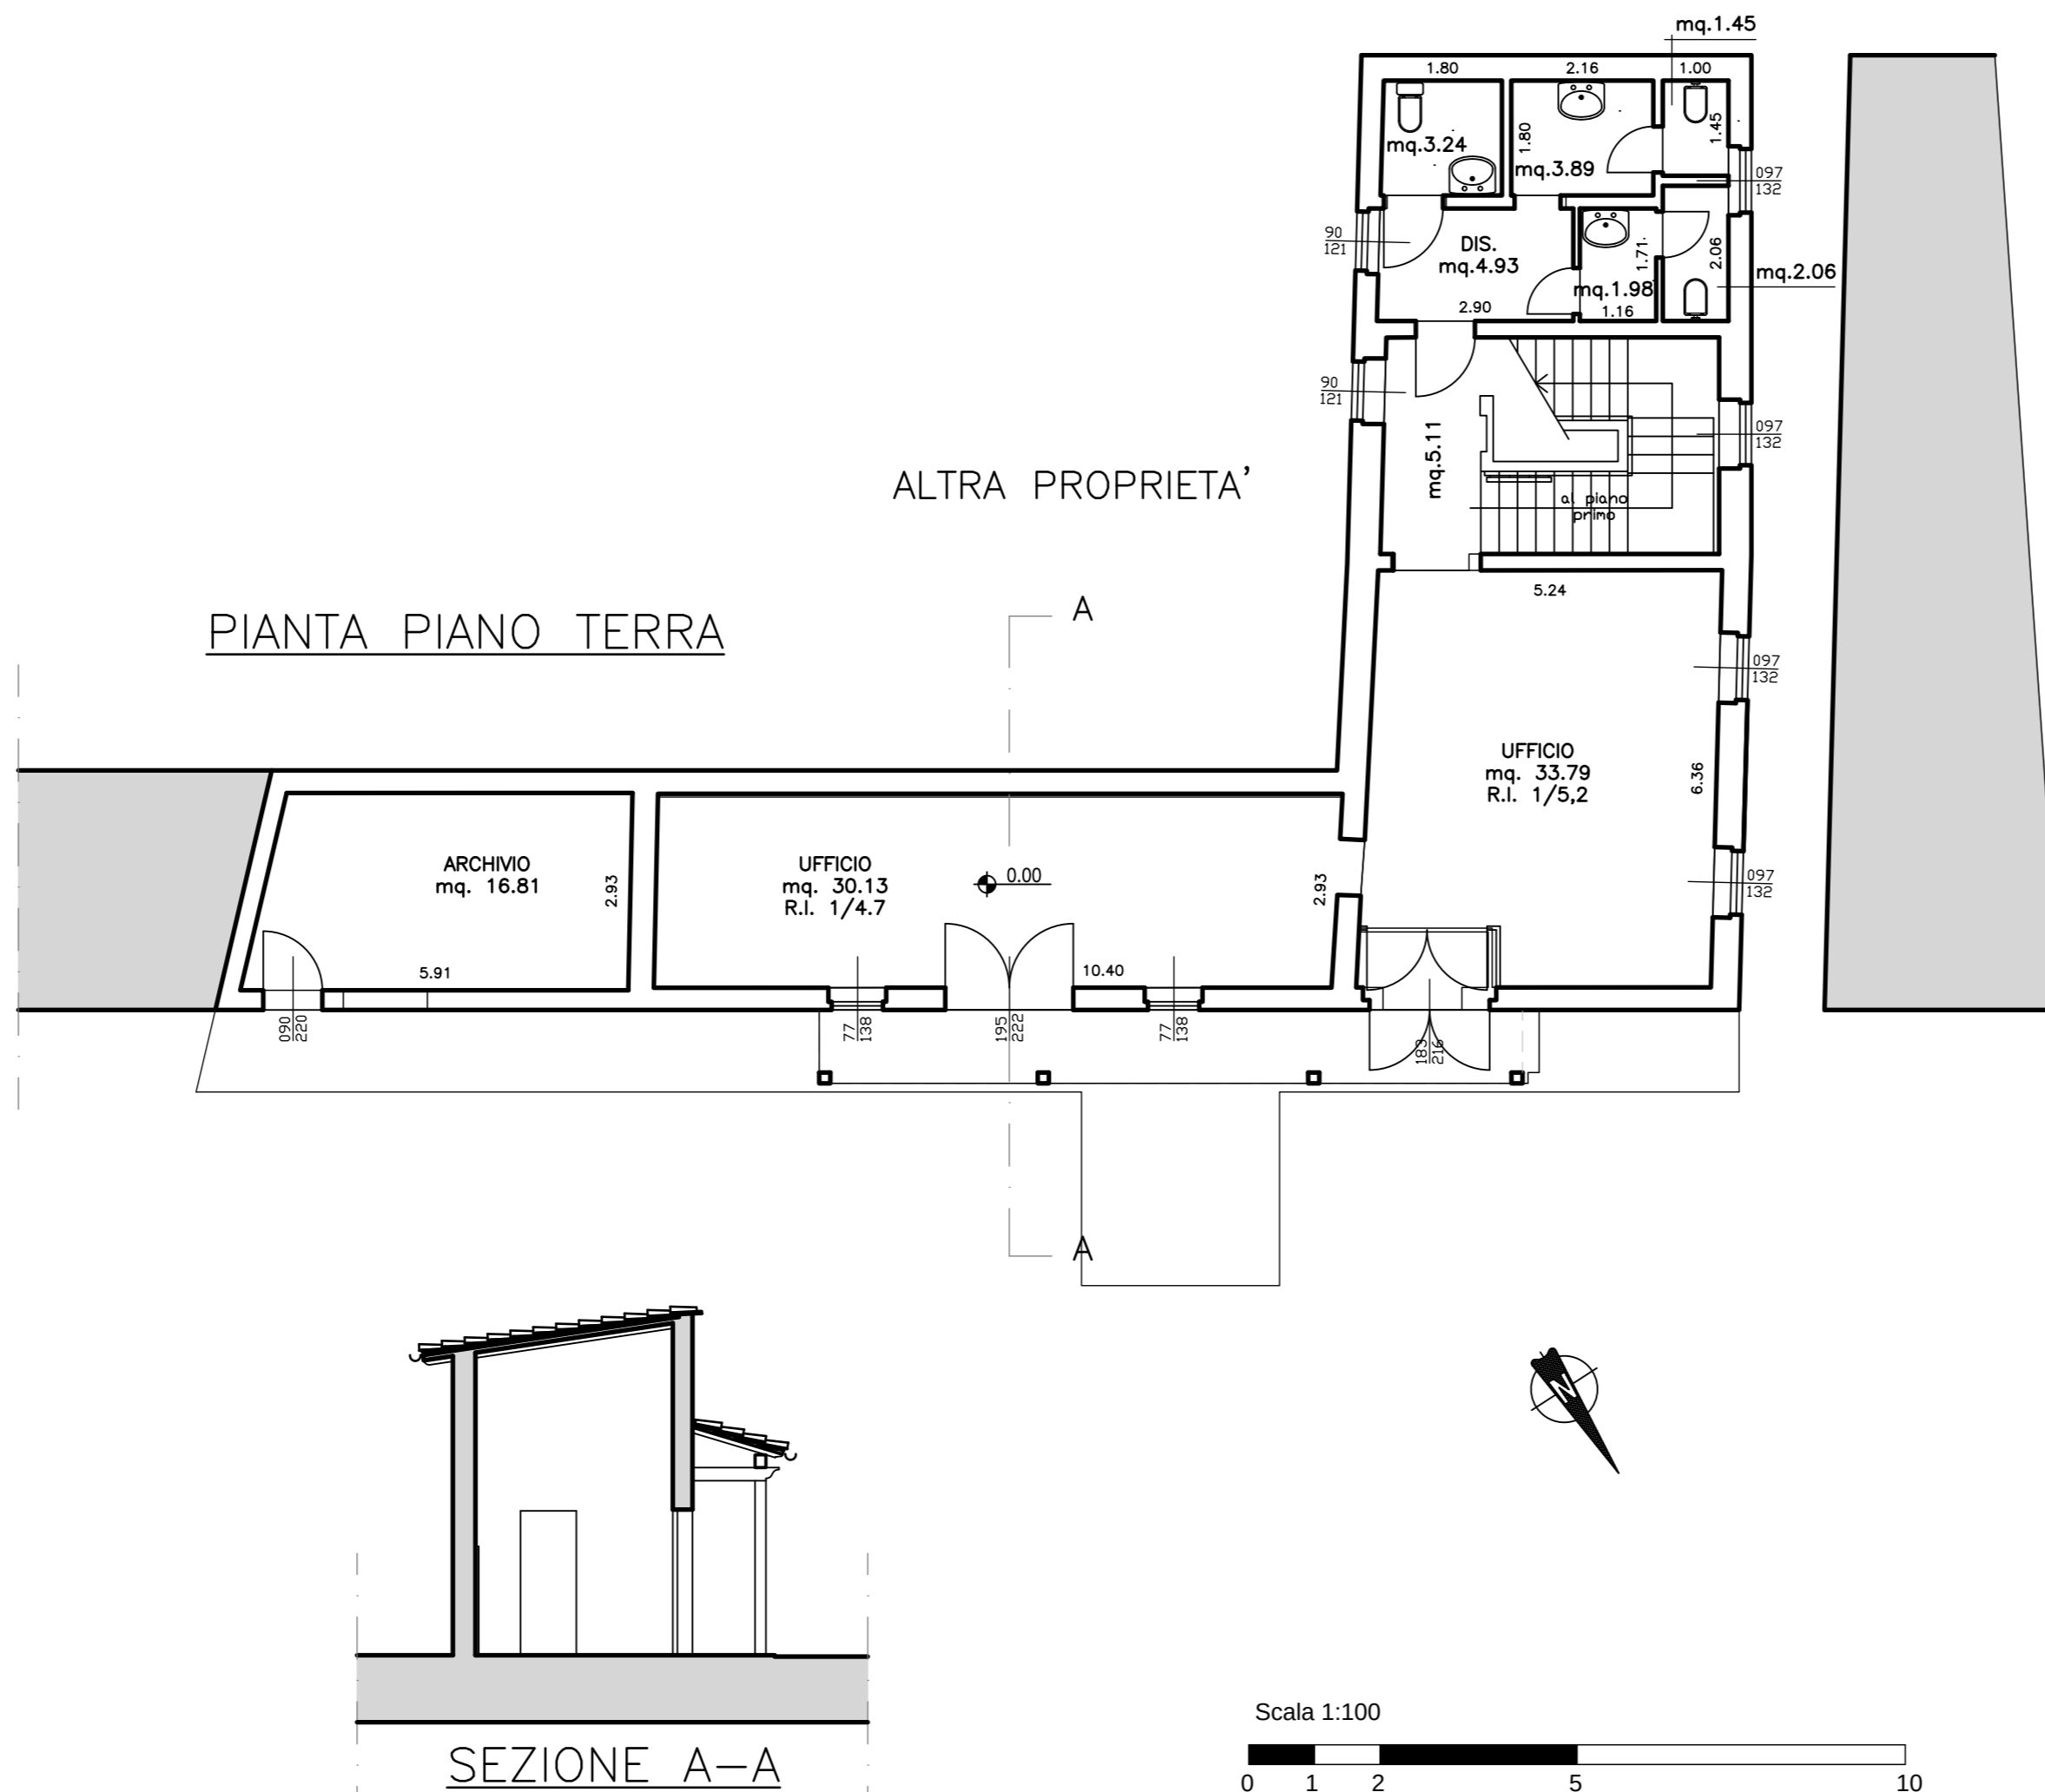 mq.1.45
1.80
2.16
1.00
mq.3.24
1.80
mq.3.89
1.45
097
132
90
121
DIS.
mq.4.93
1.71
2.06
mq.2.06
mq.1.98
2.90
1.16
90
121
mq.5.11
097
132
ALTRA PROPRIETA'
al piano
primo
5.24
A
PIANTA PIANO TERRA
097
132
UFFICIO
mq. 33.79
R.I. 1/5,2
6.36
ARCHIVIO
mq. 16.81
2.93
UFFICIO
mq. 30.13
R.I. 1/4.7
0.00
2.93
097
132
5.91
10.40
090
220
77
138
195
222
77
138
183
216
A
N
SEZIONE A-A
Scala 1:100
0 1 2 5 10